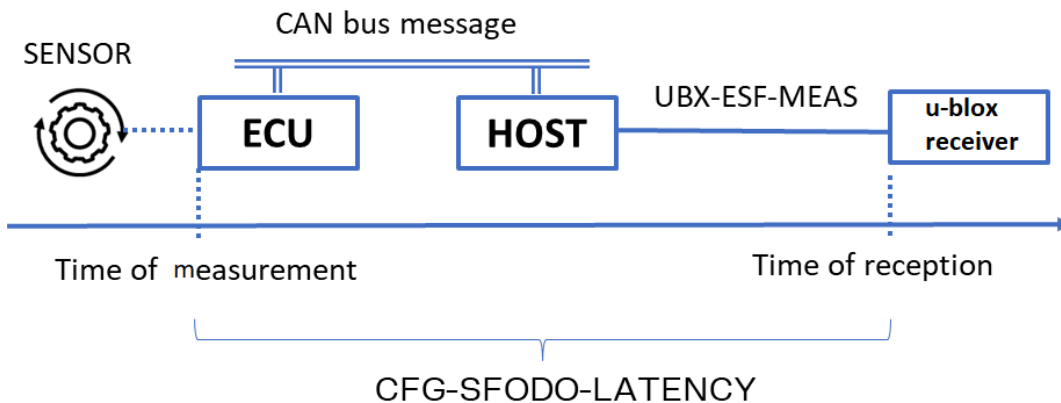 CAN bus message
SENSOR
UBX-ESF-MEAS
ECU
HOST
u-blox
receiver
Time of measurement
Time of reception
CFG-SFODO-LATENCY